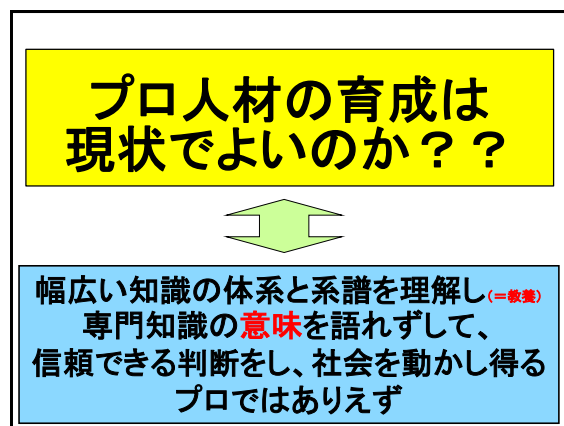 プロ人材の育成は
現状でよいのか？？
幅広い知識の体系と系譜を理解し(＝教養)
専門知識の意味を語れずして、
信頼できる判断をし、社会を動かし得る
プロではありえず